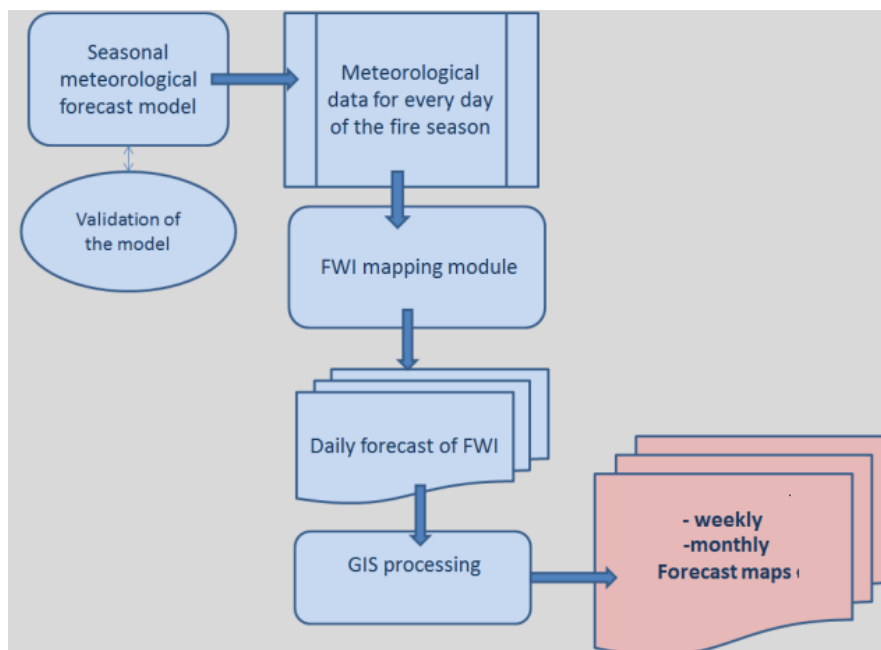 Seasonal
meteorological
forecast model
Meteorological
data for every day
of the fire season
Validation of
the model
FWI mapping module
Daily forecast of FWI
- weekly
-monthly
Forecast maps
GIS processing